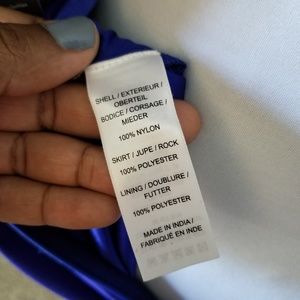 SHELL / EXTERIEUR /
OBERTEIL
BODICE / CORSAGE /
MIEDER
100% NYLON
SKIRT / JUPE / ROCK
100% POLYESTER
LINING / DOUBLURE /
FUTTER
100% POLYESTER
MADE IN INDIA /
FABRIQUÉ EN INDE